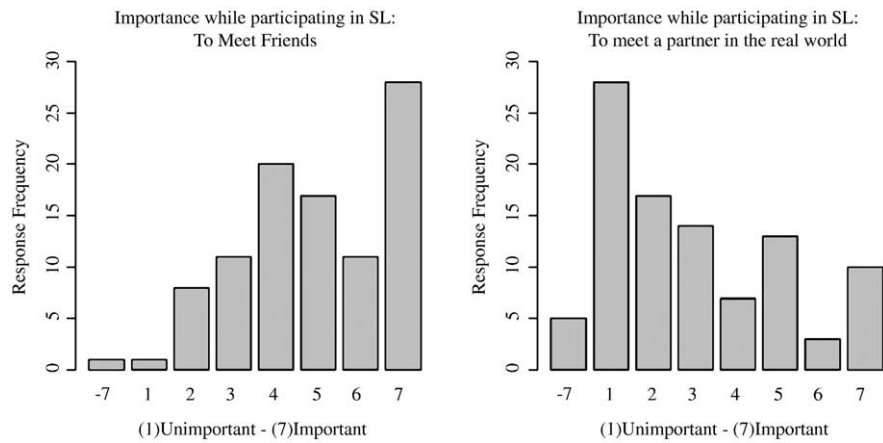 Importance while participating in SL:
To Meet Friends
30
25
20
15
10
5
0
Response Frequency
-7 1 2 3 4 5 6 7
(1)Unimportant - (7)Important
Importance while participating in SL:
To meet a partner in the real world
30
25
20
15
10
5
0
Response Frequency
-7 1 2 3 4 5 6 7
(1)Unimportant - (7)Important